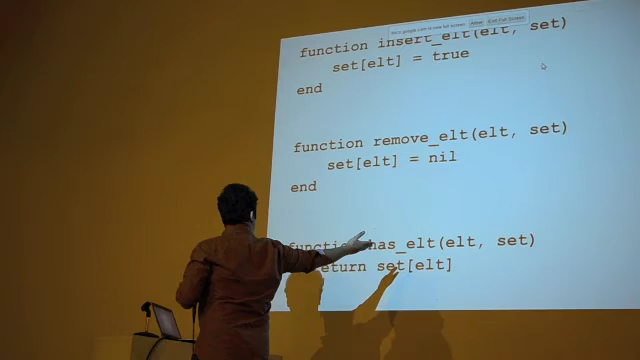 function insert_elt(elt, set)
set[elt] = true
end
function remove_elt(elt, set)
set[elt] = nil
end
function has_elt(elt, set)
return set[elt]